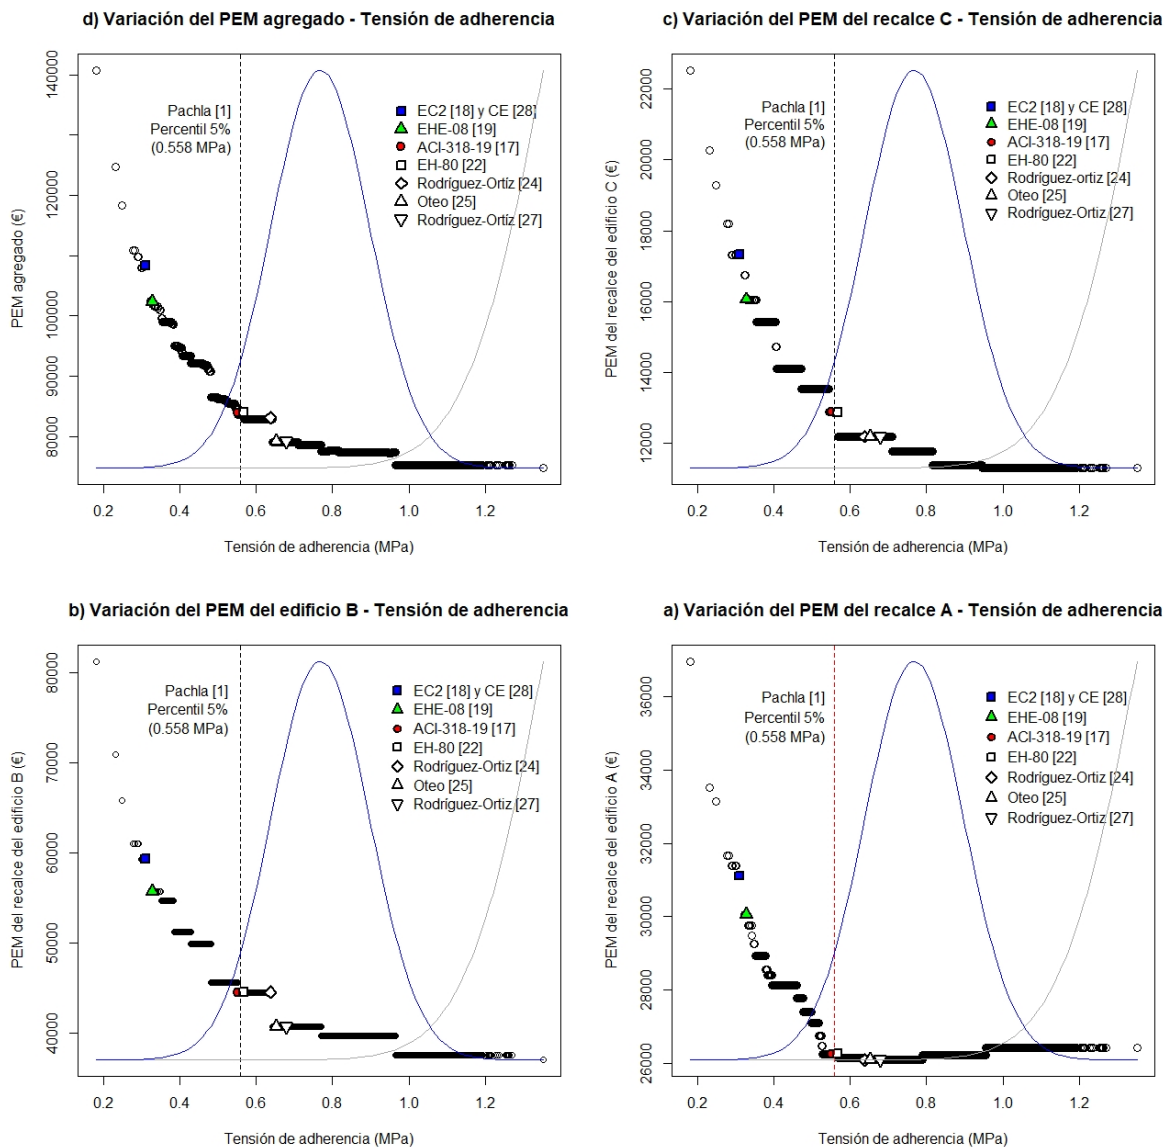 d) Variación del PEM agregado - Tensión de adherencia
PEM agregado (€)
140000
120000
100000
90000
80000
Pachla [1]
Percentil 5%
(0.558 MPa)
EC2 [18] y CE [28]
EHE-08 [19]
ACI-318-19 [17]
EH-80 [22]
Rodríguez-Ortíz [24]
Oteo [25]
Rodríguez-Ortíz [27]
0.2 0.4 0.6 0.8 1.0 1.2
Tensión de adherencia (MPa)
c) Variación del PEM del recalce C - Tensión de adherencia
PEM del recalce del edificio C (€)
22000
20000
18000
16000
14000
12000
Pachla [1]
Percentil 5%
(0.558 MPa)
EC2 [18] y CE [28]
EHE-08 [19]
ACI-318-19 [17]
EH-80 [22]
Rodríguez-Ortiz [24]
Oteo [25]
Rodríguez-Ortiz [27]
0.2 0.4 0.6 0.8 1.0 1.2
Tensión de adherencia (MPa)
b) Variación del PEM del edificio B - Tensión de adherencia
PEM del recalce del edificio B (€)
80000
70000
60000
50000
40000
Pachla [1]
Percentil 5%
(0.558 MPa)
EC2 [18] y CE [28]
EHE-08 [19]
ACI-318-19 [17]
EH-80 [22]
Rodríguez-Ortiz [24]
Oteo [25]
Rodríguez-Ortiz [27]
0.2 0.4 0.6 0.8 1.0 1.2
Tensión de adherencia (MPa)
a) Variación del PEM del recalce A - Tensión de adherencia
PEM del recalce del edificio A (€)
36000
34000
32000
30000
28000
26000
Pachla [1]
Percentil 5%
(0.558 MPa)
EC2 [18] y CE [28]
EHE-08 [19]
ACI-318-19 [17]
EH-80 [22]
Rodríguez-Ortiz [24]
Oteo [25]
Rodríguez-Ortiz [27]
0.2 0.4 0.6 0.8 1.0 1.2
Tensión de adherencia (MPa)